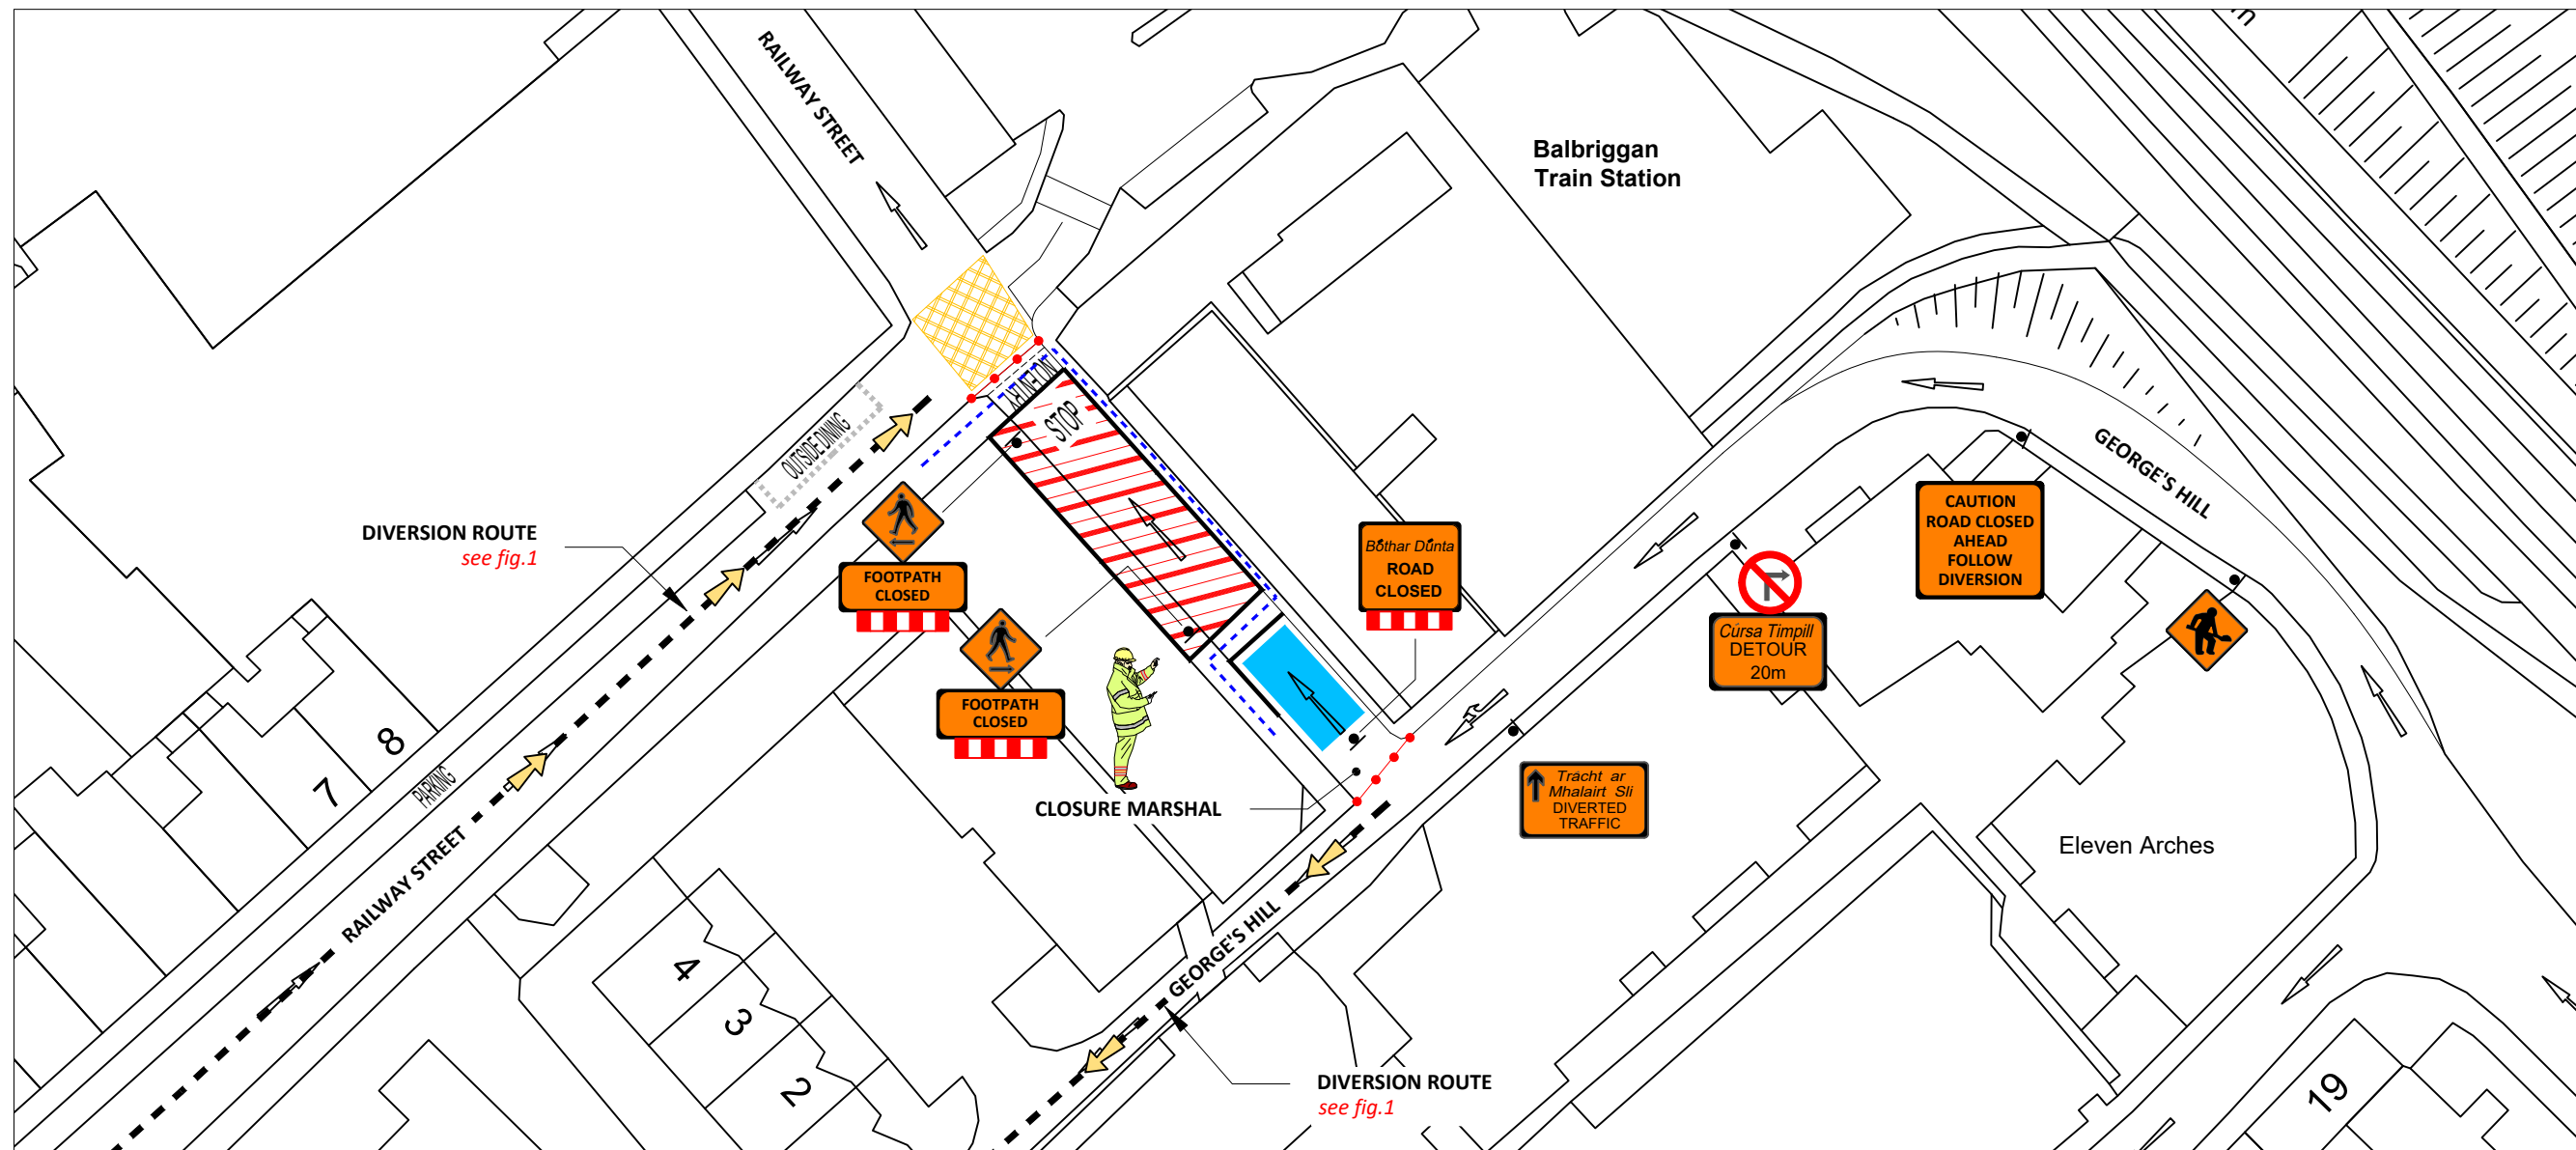 RAILWAY STREET
Balbriggan
Train Station
NO ENTRY
STOP
OUTSIDE DINING
DIVERSION ROUTE
see fig.1
FOOTPATH
CLOSED
FOOTPATH
CLOSED
Bóthar Dúnta
ROAD
CLOSED
CAUTION
ROAD CLOSED
AHEAD
FOLLOW
DIVERSION
GEORGE'S HILL
Cúrsa Timpill
DETOUR
20m
Trácht ar
Mhalairt Slí
DIVERTED
TRAFFIC
CLOSURE MARSHAL
8
7
PARKING
RAILWAY STREET
Eleven Arches
GEORGE'S HILL
4
3
2
DIVERSION ROUTE
see fig.1
19